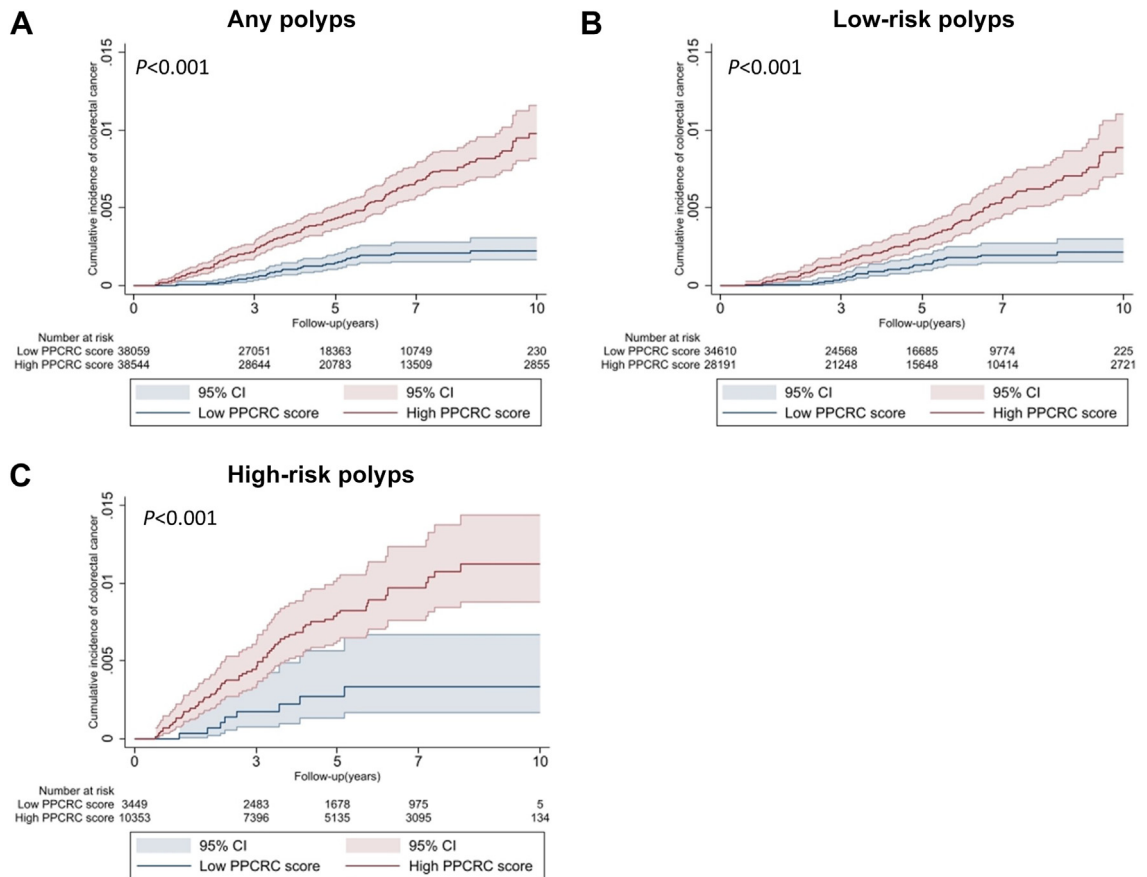 A
Any polyps
P<0.001
Cumulative incidence of colorectal cancer
.015
.01
.005
0
0 3 5 7 10
Follow-up(years)
Number at risk
Low PPCRC score 38059 27051 18363 10749 230
High PPCRC score 38544 28644 20783 13509 2855
95% CI 95% CI
Low PPCRC score High PPCRC score
B
Low-risk polyps
P<0.001
Cumulative incidence of colorectal cancer
.015
.01
.005
0
0 3 5 7 10
Follow-up(years)
Number at risk
Low PPCRC score 34610 24568 16685 9774 225
High PPCRC score 28191 21248 15648 10414 2721
95% CI 95% CI
Low PPCRC score High PPCRC score
C
High-risk polyps
P<0.001
Cumulative incidence of colorectal cancer
.015
.01
.005
0
0 3 5 7 10
Follow-up(years)
Number at risk
Low PPCRC score 3449 2483 1678 975 5
High PPCRC score 10353 7396 5135 3095 134
95% CI 95% CI
Low PPCRC score High PPCRC score